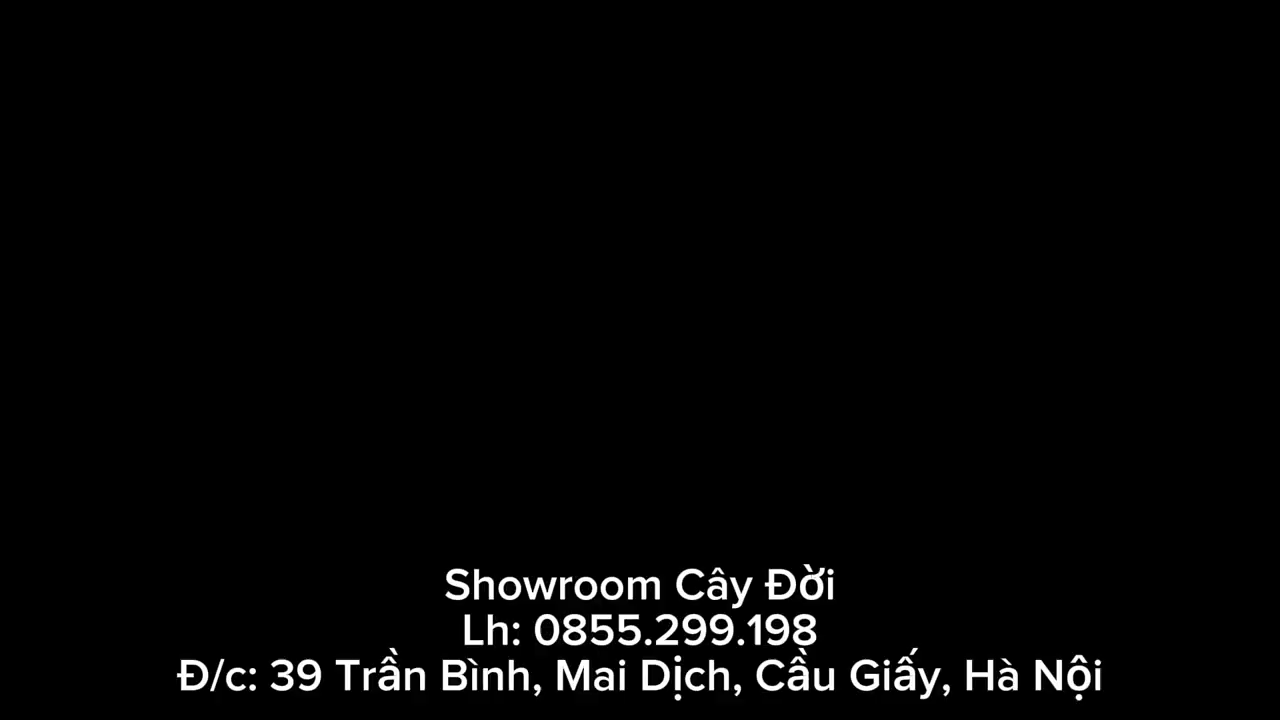 Showroom Cây Đời
Lh: 0855.299.198
Đ/c: 39 Trần Bình, Mai Dịch, Cầu Giấy, Hà Nội